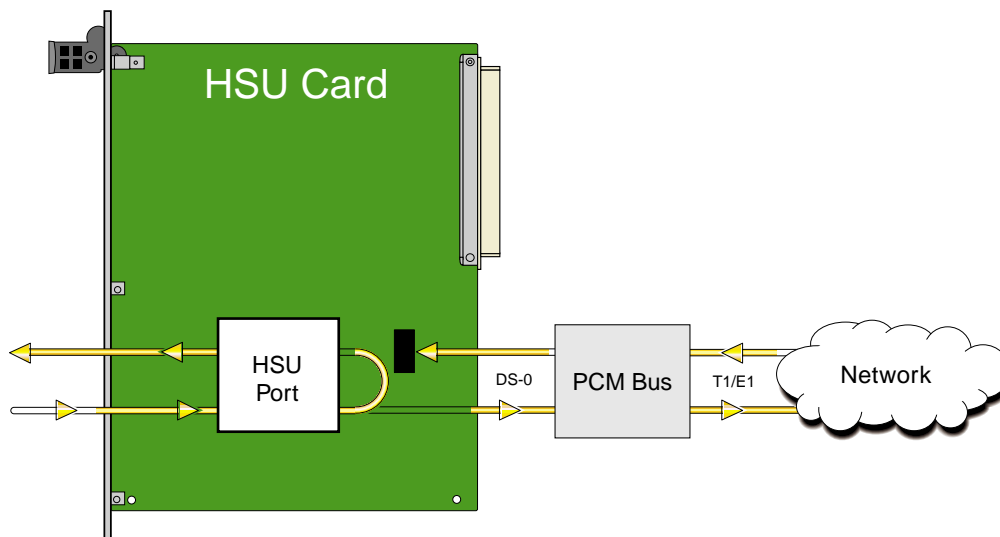 HSU Card
HSU
Port
DS-0
PCM Bus
T1/E1
Network